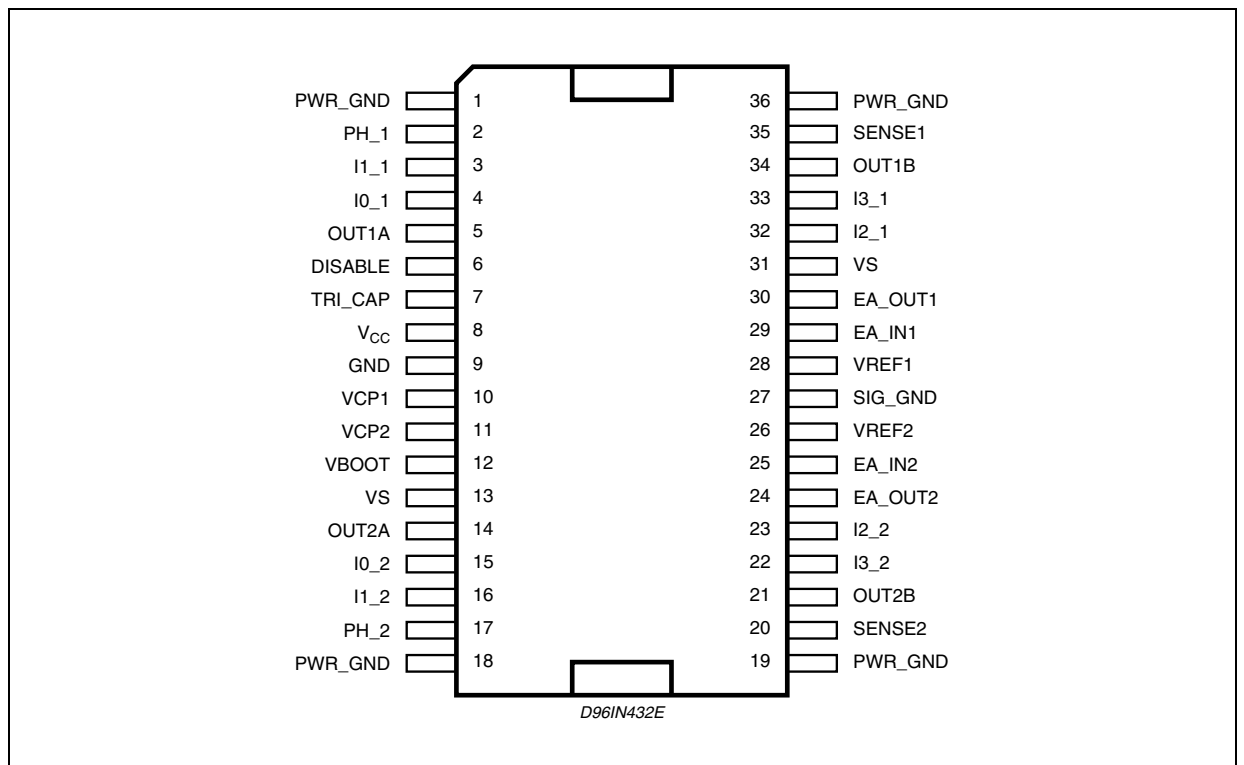 PWR_GND 1 36 PWR_GND
PH_1 2 35 SENSE1
I1_1 3 34 OUT1B
I0_1 4 33 I3_1
OUT1A 5 32 I2_1
DISABLE 6 31 VS
TRI_CAP 7 30 EA_OUT1
VCC 8 29 EA_IN1
GND 9 28 VREF1
VCP1 10 27 SIG_GND
VCP2 11 26 VREF2
VBOOT 12 25 EA_IN2
VS 13 24 EA_OUT2
OUT2A 14 23 I2_2
I0_2 15 22 I3_2
I1_2 16 21 OUT2B
PH_2 17 20 SENSE2
PWR_GND 18 19 PWR_GND
D96IN432E